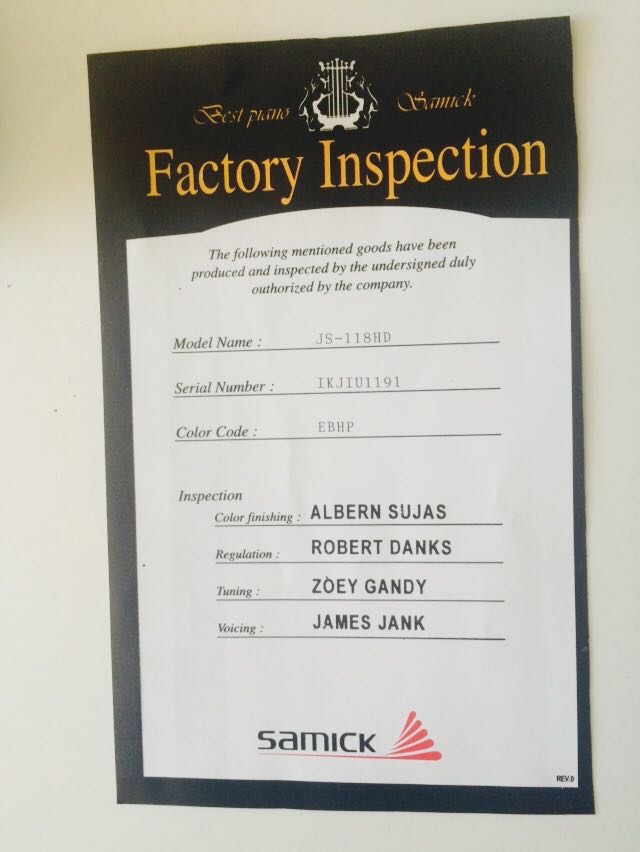 Best piano Samick
Factory Inspection
The following mentioned goods have been
produced and inspected by the undersigned duly
outhorized by the company.
Model Name : JS-118HD
Serial Number : IKJIU1191
Color Code : EBHP
Inspection
Color finishing : ALBERN SUJAS
Regulation : ROBERT DANKS
Tuning : ZOEY GANDY
Voicing : JAMES JANK
SAMICK
REV.0